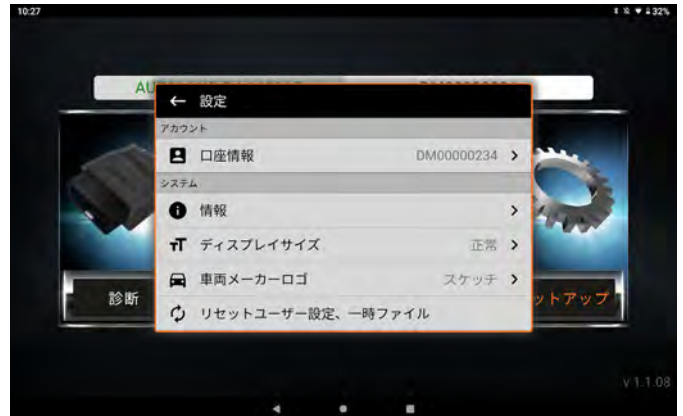 10:27
32%
← 設定
アカウント
口座情報 DM00000234 >
システム
情報 >
ディスプレイサイズ 正常 >
車両メーカーロゴ スケッチ >
リセットユーザー設定、一時ファイル
診断
ットアップ
V 1.1.08